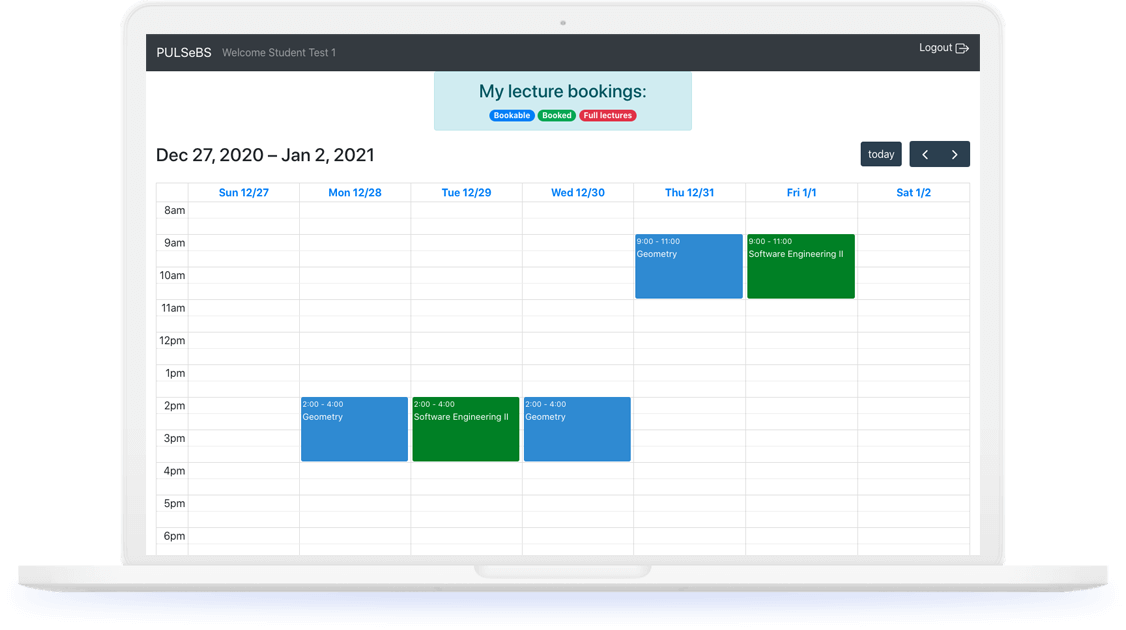 PULSeBS Welcome Student Test 1 Logout
My lecture bookings:
Bookable Booked Full lectures
Dec 27, 2020 – Jan 2, 2021 today
Sun 12/27 Mon 12/28 Tue 12/29 Wed 12/30 Thu 12/31 Fri 1/1 Sat 1/2
8am
9am
9:00 - 11:00 9:00 - 11:00
Geometry Software Engineering II
10am
11am
12pm
1pm
2pm
2:00 - 4:00 2:00 - 4:00 2:00 - 4:00
Geometry Software Engineering II Geometry
3pm
4pm
5pm
6pm